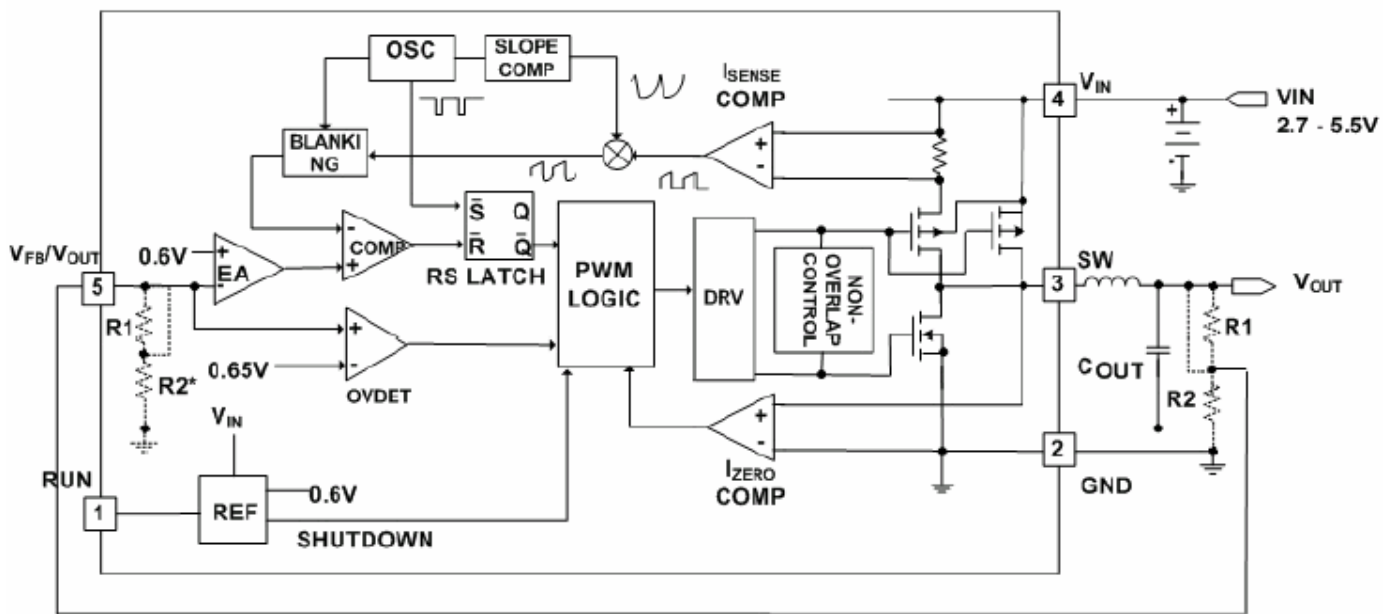 OSC
SLOPE
COMP
ISENSE
COMP
VIN
4
VIN
2.7 - 5.5V
+
-
BLANKI
NG
+
-
S Q
R Q
RS LATCH
-
COMP
+
VFB/VOUT
0.6V
+
EA
-
5
PWM
LOGIC
DRV
NON-
OVERLAP
CONTROL
SW
3
VOUT
R1
R2*
+
0.65V
-
OVDET
COUT
R1
R2
VIN
+
-
IZERO
COMP
2
GND
RUN
1
REF
0.6V
SHUTDOWN